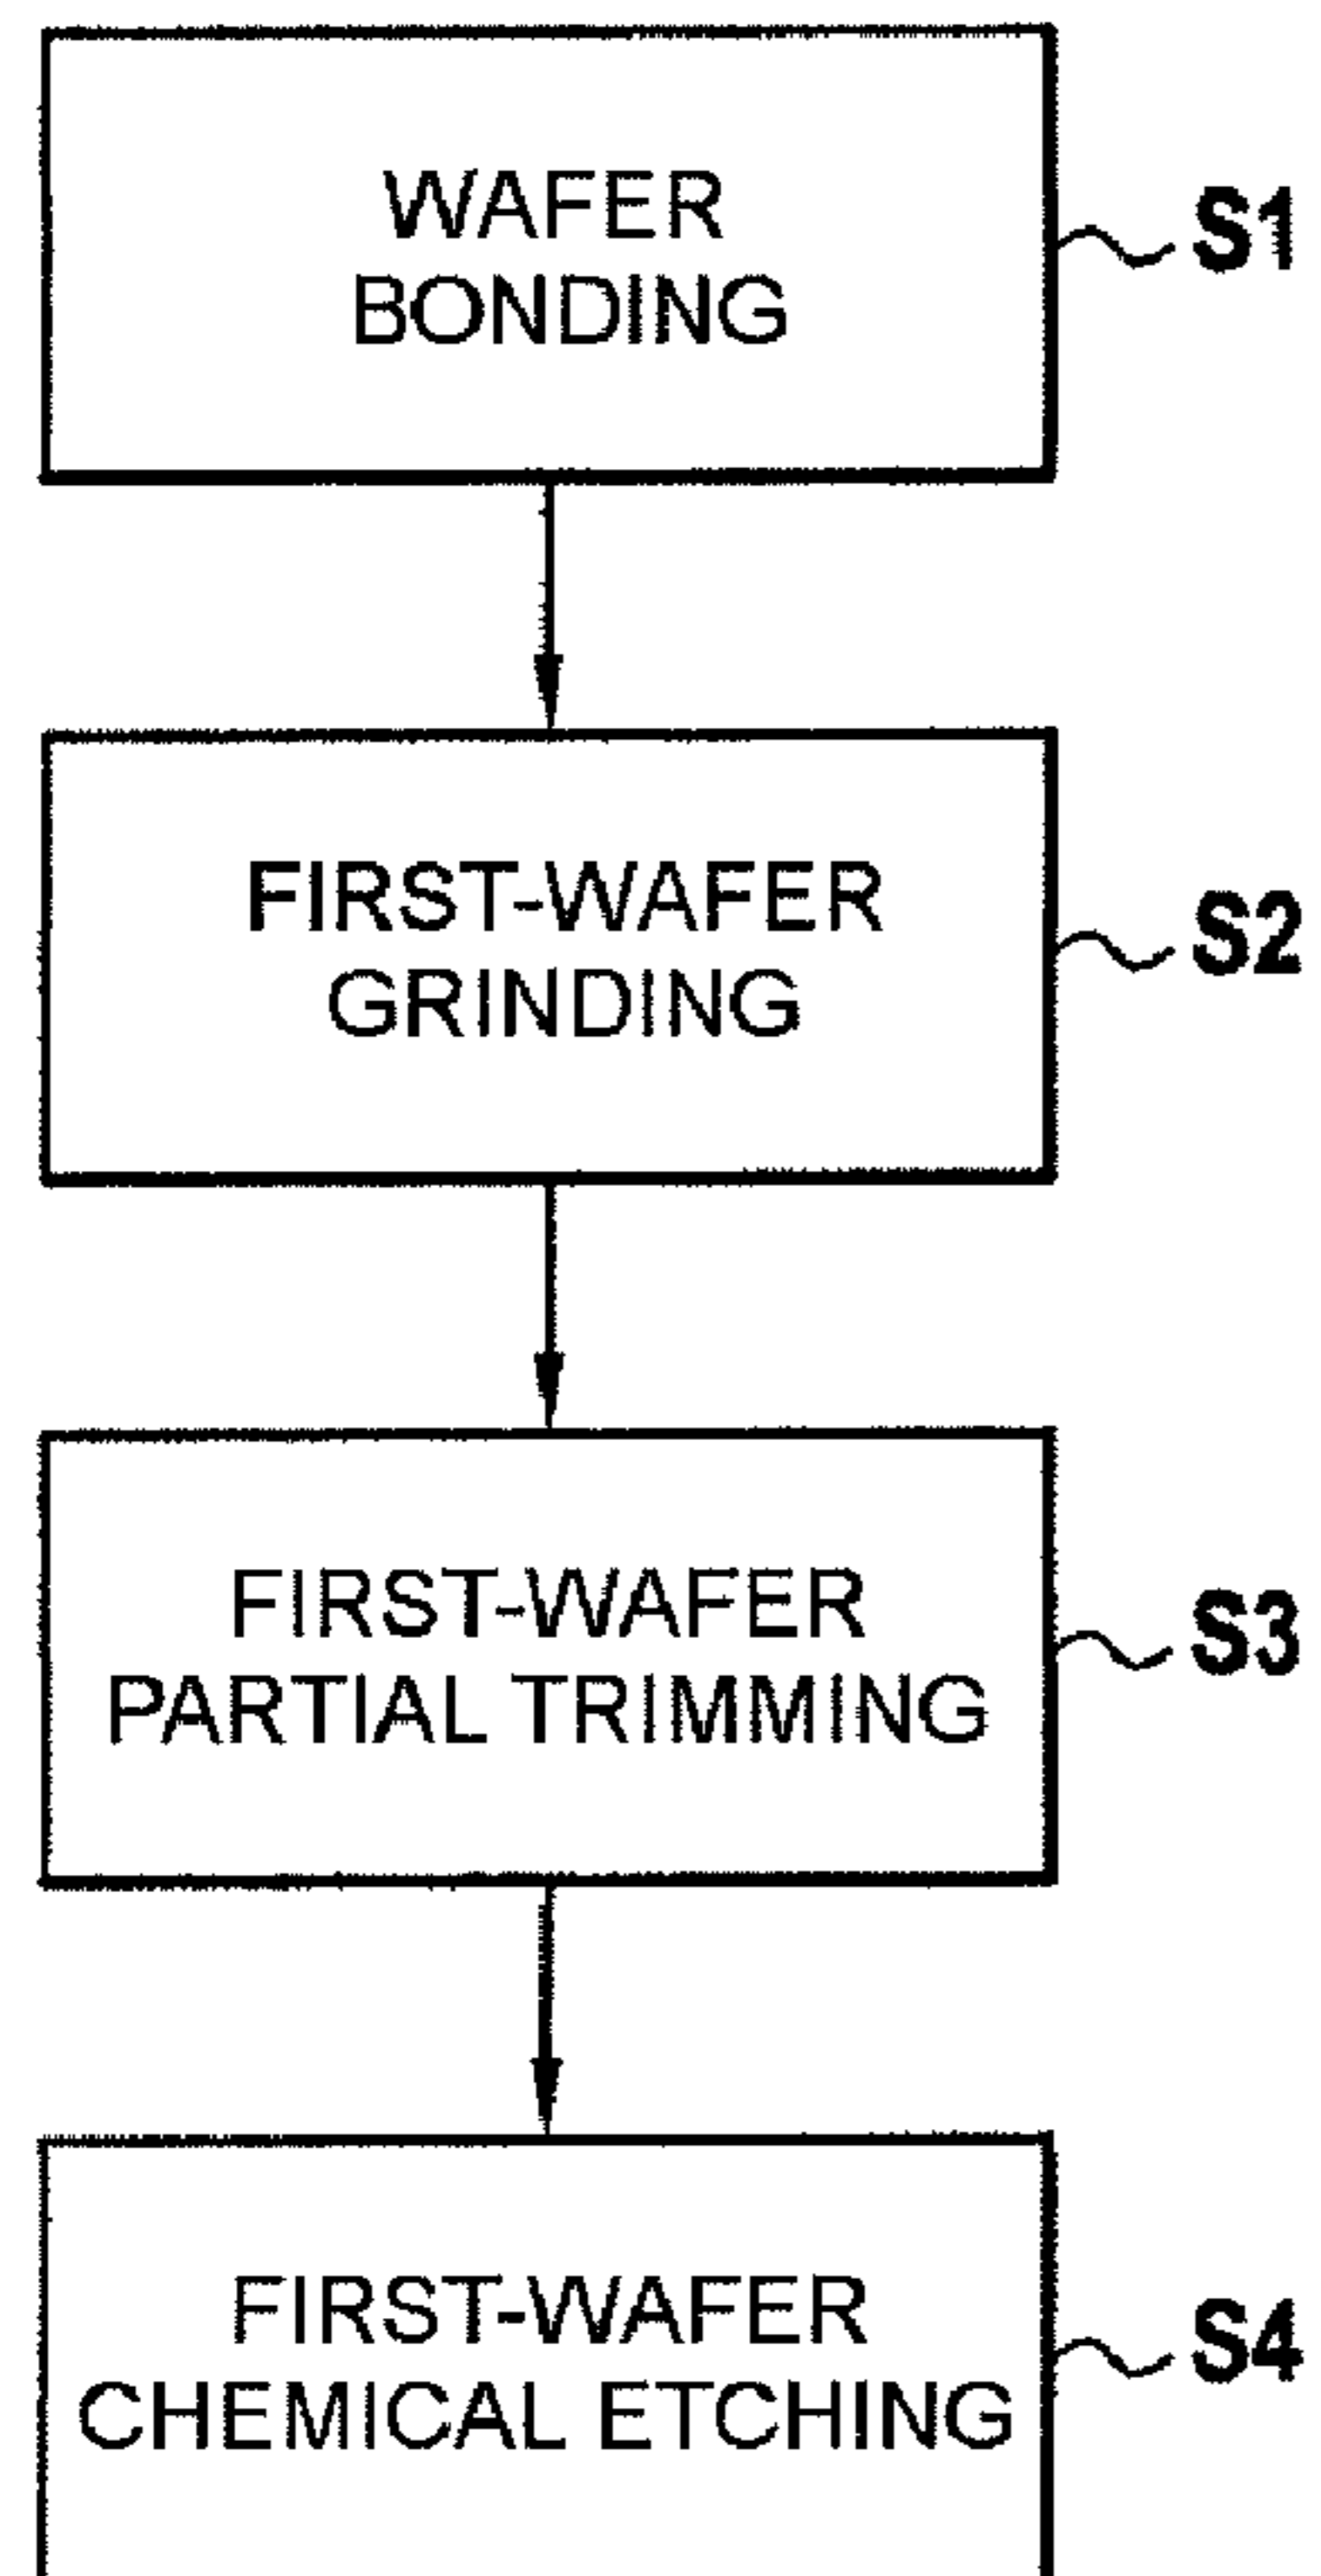 WAFER
BONDING
S1
FIRST-WAFER
GRINDING
S2
FIRST-WAFER
PARTIAL TRIMMING
S3
FIRST-WAFER
CHEMICAL ETCHING
S4